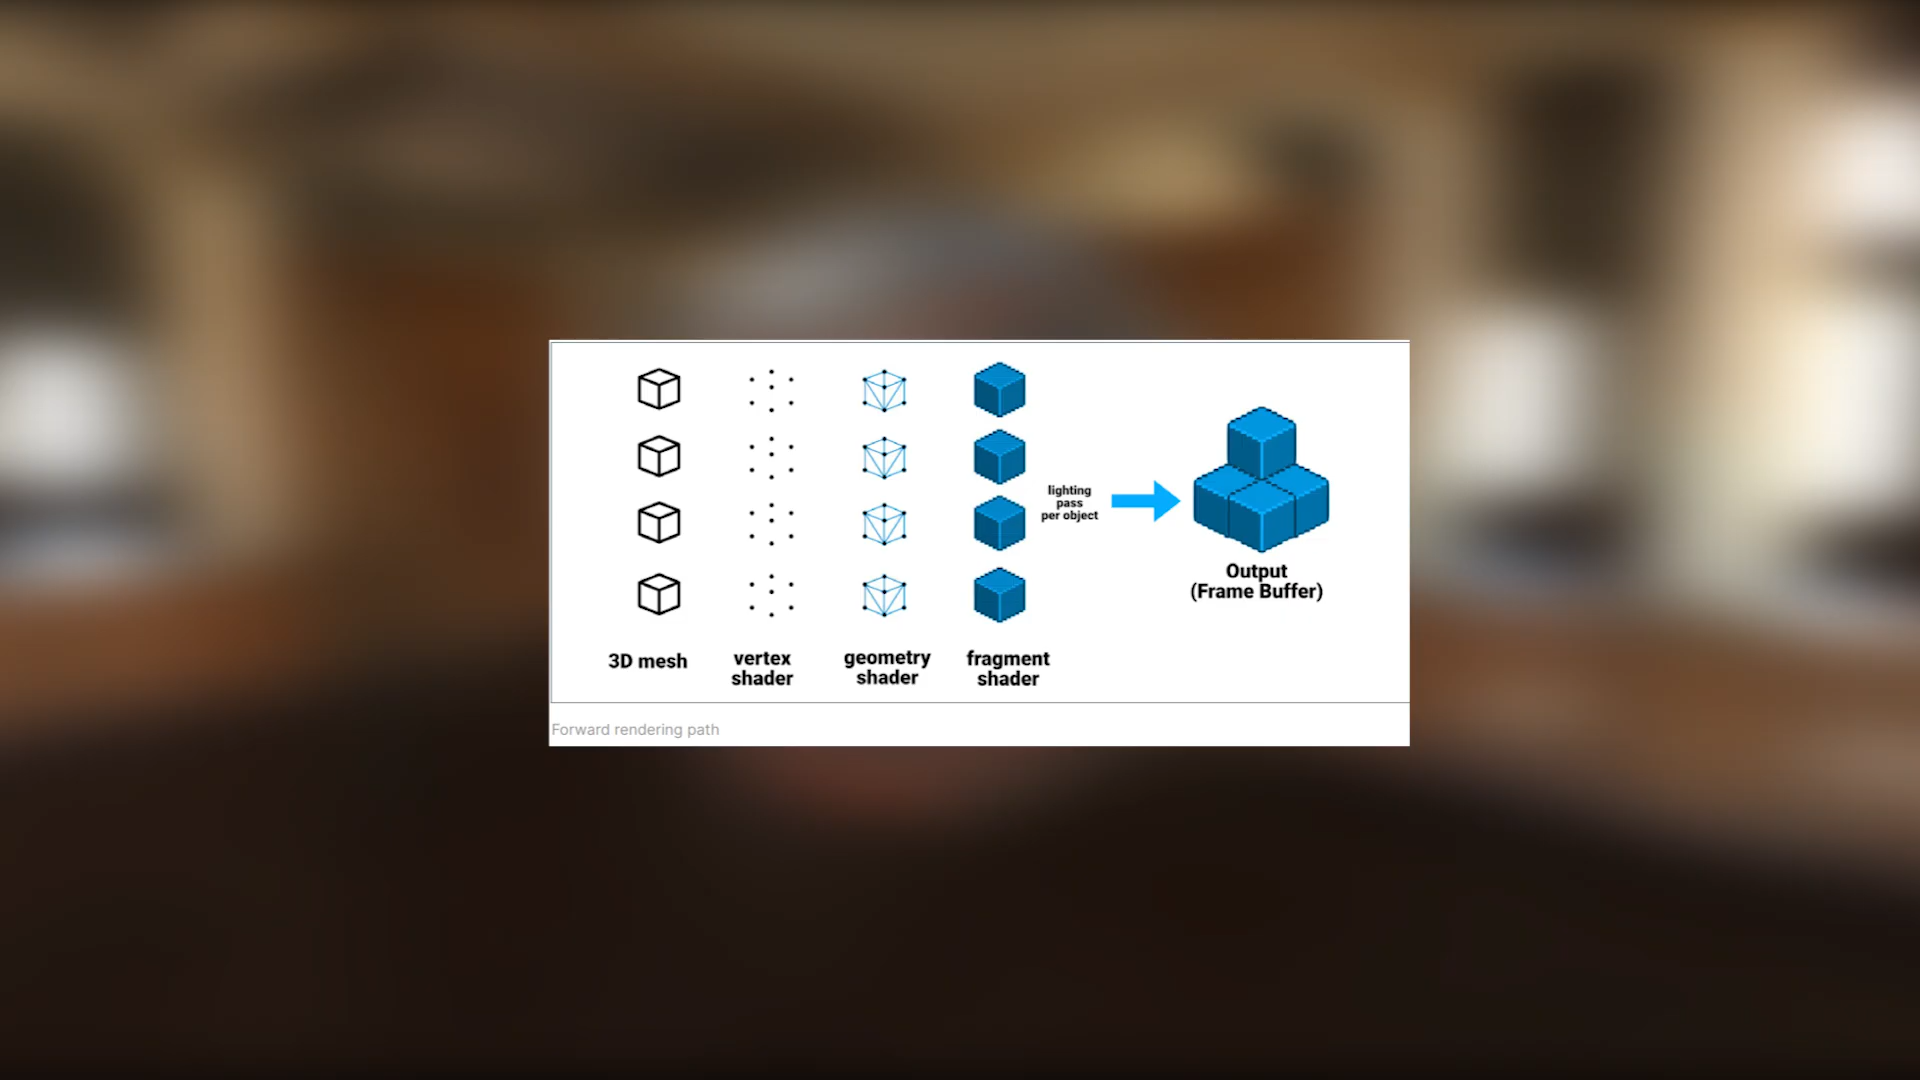 lighting
pass
per object
Output
(Frame Buffer)
3D mesh
vertex
shader
geometry
shader
fragment
shader
Forward rendering path